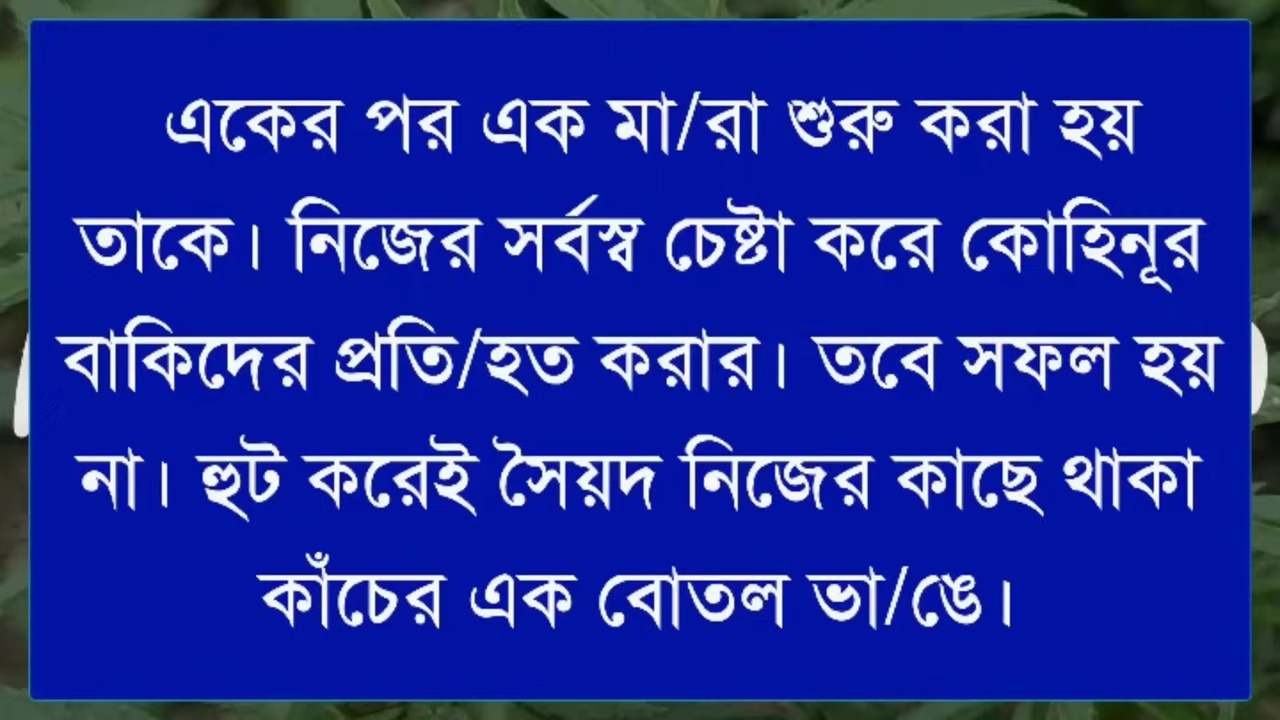 একের পর এক মা/রা শুরু করা হয়
তাকে। নিজের সর্বস্ব চেষ্টা করে কোহিনূর
বাকিদের প্রতি/হত করার। তবে সফল হয়
না। হুট করেই সৈয়দ নিজের কাছে থাকা
কাঁচের এক বোতল ভা/ঙে।